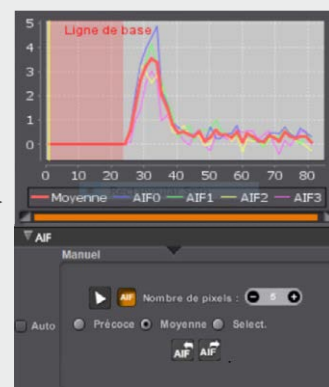 Ligne de base
5
4
3
2
1
0
0 10 20 30 40 50 60 70 80
Moyenne AIF0 AIF1 AIF2 AIF3
AIF
Manuel
AIF Nombre de pixels : 5
Auto Précoce Moyenne Select.
AIF AIF